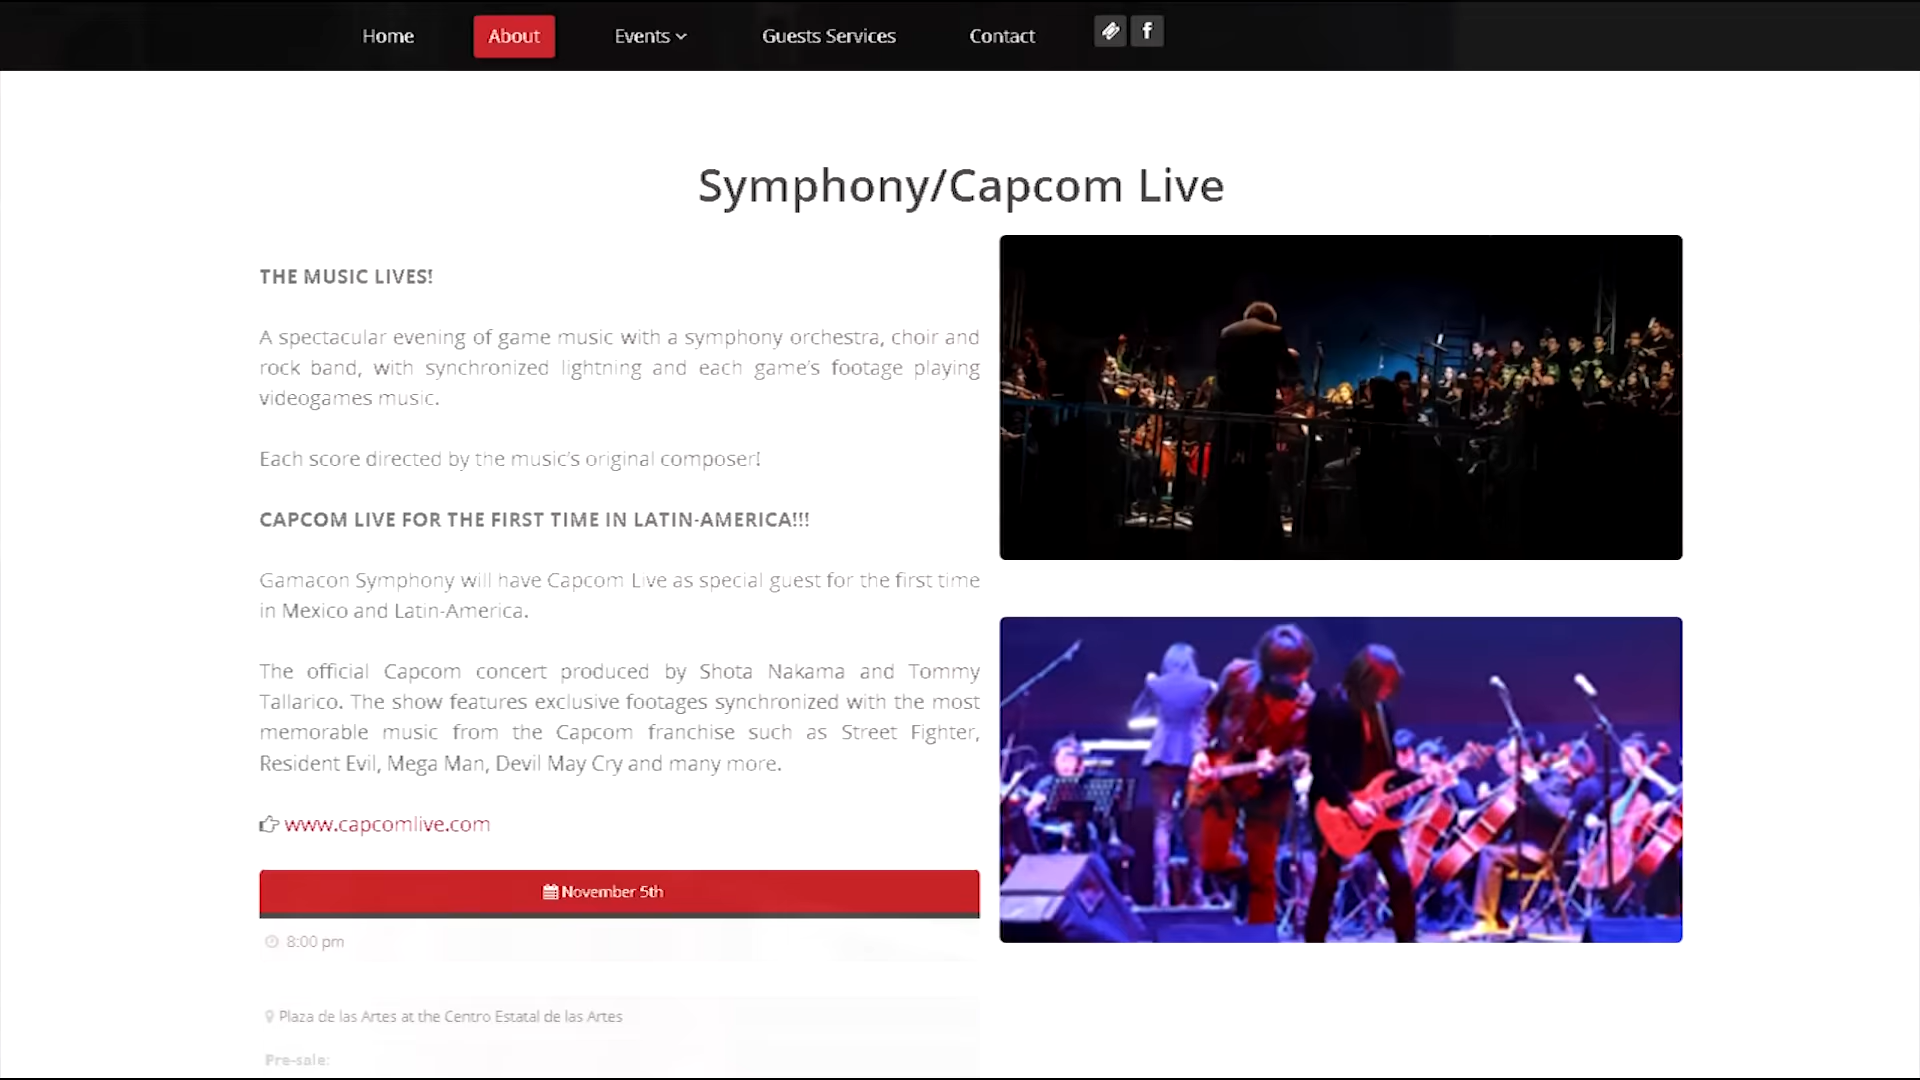 Home About Events Guests Services Contact
Symphony/Capcom Live
THE MUSIC LIVES!
A spectacular evening of game music with a symphony orchestra, choir and
rock band, with synchronized lightning and each game's footage playing
videogames music.
Each score directed by the music's original composer!
CAPCOM LIVE FOR THE FIRST TIME IN LATIN-AMERICA!!!
Gamacon Symphony will have Capcom Live as special guest for the first time
in Mexico and Latin-America.
The official Capcom concert produced by Shota Nakama and Tommy
Tallarico. The show features exclusive footages synchronized with the most
memorable music from the Capcom franchise such as Street Fighter,
Resident Evil, Mega Man, Devil May Cry and many more.
www.capcomlive.com
November 5th
8:00 pm
Plaza de las Artes at the Centro Estatal de las Artes
Pre-sale: